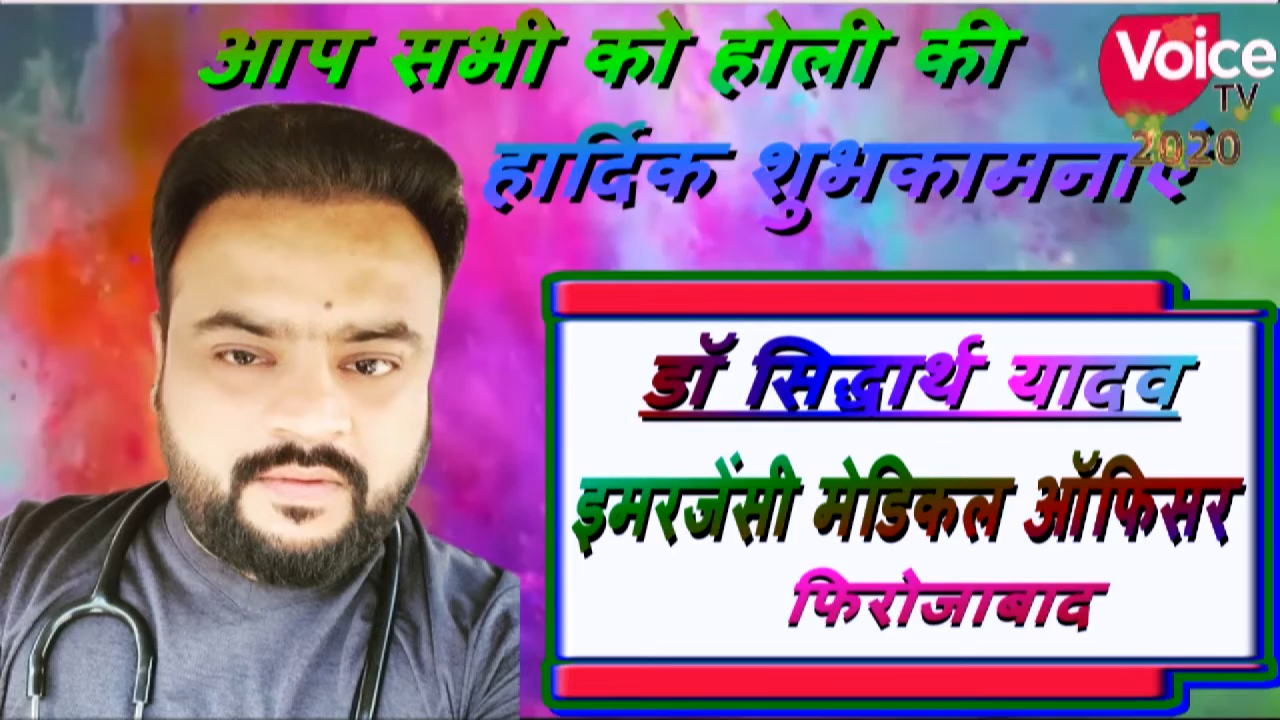 आप सभी को होली की
Voice
TV
2020
हार्दिक शुभकामनाएं
डॉ सिद्धार्थ यादव
इमरजेंसी मेडिकल ऑफिसर
फिरोजाबाद